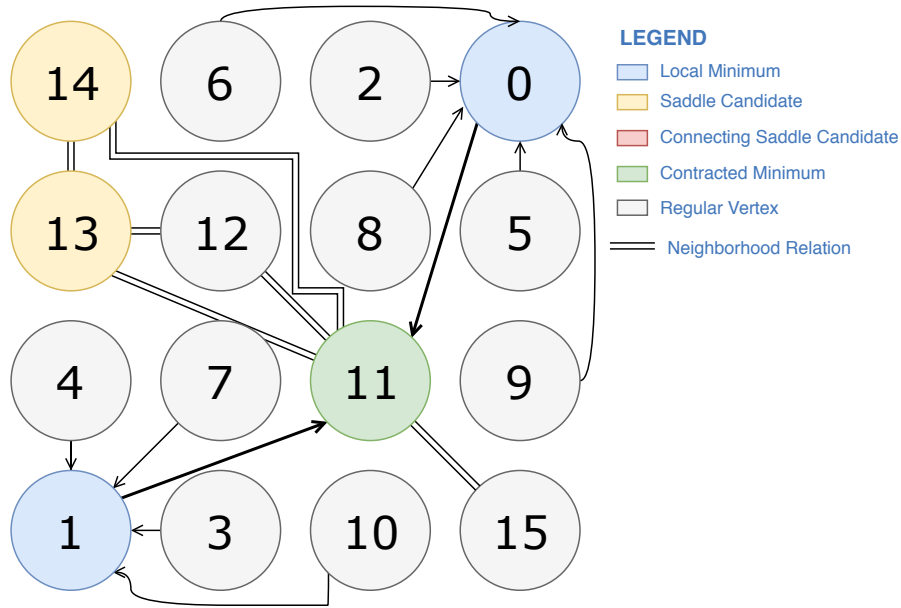 14
6
2
0
13
12
8
5
4
7
11
9
1
3
10
15
LEGEND
Local Minimum
Saddle Candidate
Connecting Saddle Candidate
Contracted Minimum
Regular Vertex
Neighborhood Relation